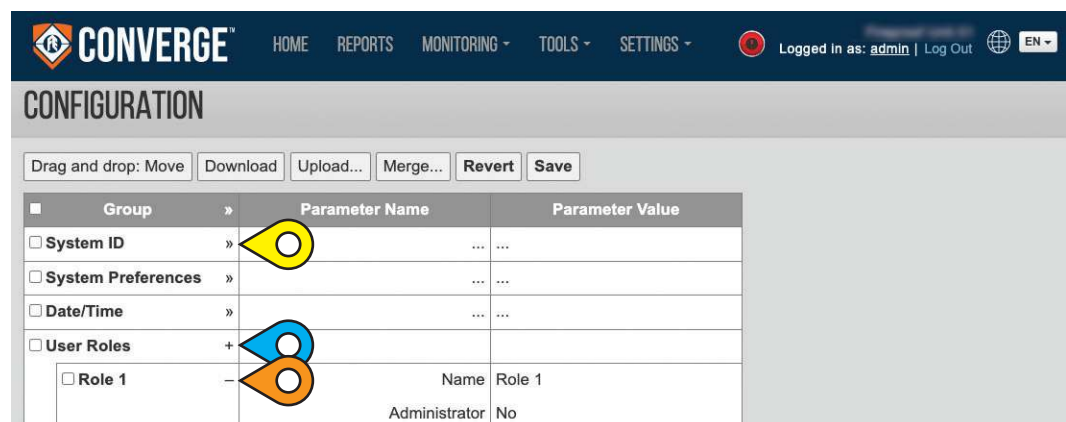 CONVERGE™ HOME REPORTS MONITORING TOOLS SETTINGS Logged in as: admin | Log Out EN
CONFIGURATION
Drag and drop: Move Download Upload... Merge... Revert Save
Group » Parameter Name Parameter Value
System ID » ... ...
System Preferences » ... ...
Date/Time » ... ...
User Roles +
Role 1 – Name Role 1
Administrator No